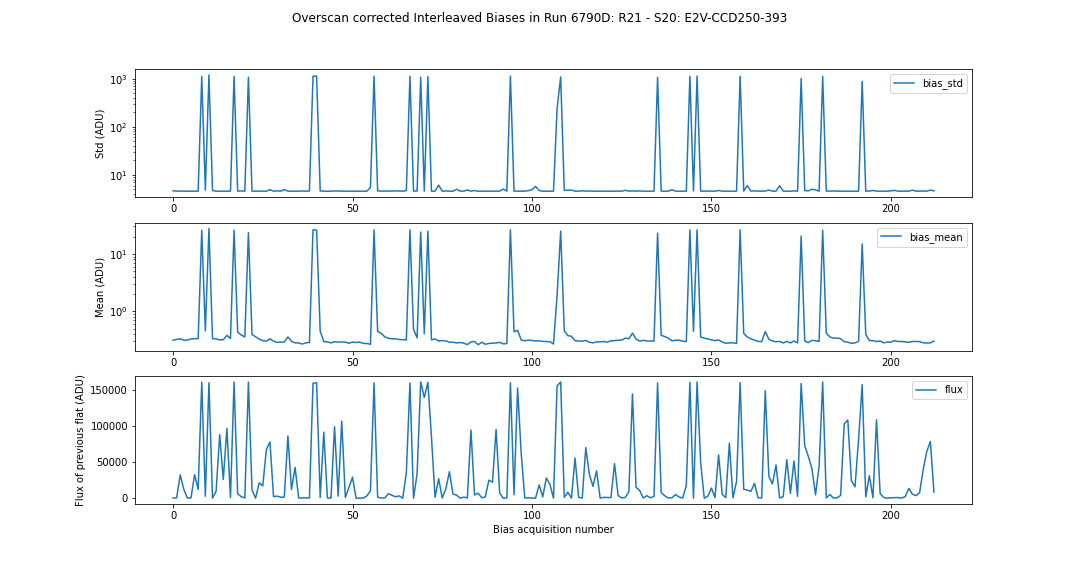 Overscan corrected Interleaved Biases in Run 6790D: R21 - S20: E2V-CCD250-393
10³
10²
10¹
Std (ADU)
bias_std
0 50 100 150 200
10¹
10⁰
Mean (ADU)
bias_mean
0 50 100 150 200
150000
100000
50000
0
Flux of previous flat (ADU)
flux
0 50 100 150 200
Bias acquisition number